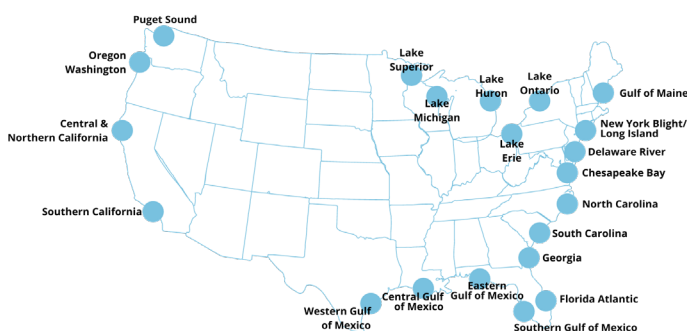 Puget Sound
Oregon
Washington
Central &
Northern California
Southern California
Lake
Superior
Lake
Michigan
Lake
Huron
Lake
Ontario
Lake
Erie
Gulf of Maine
New York Blight/
Long Island
Delaware River
Chesapeake Bay
North Carolina
South Carolina
Georgia
Florida Atlantic
Southern Gulf of Mexico
Eastern
Gulf of Mexico
Central Gulf
of Mexico
Western Gulf
of Mexico